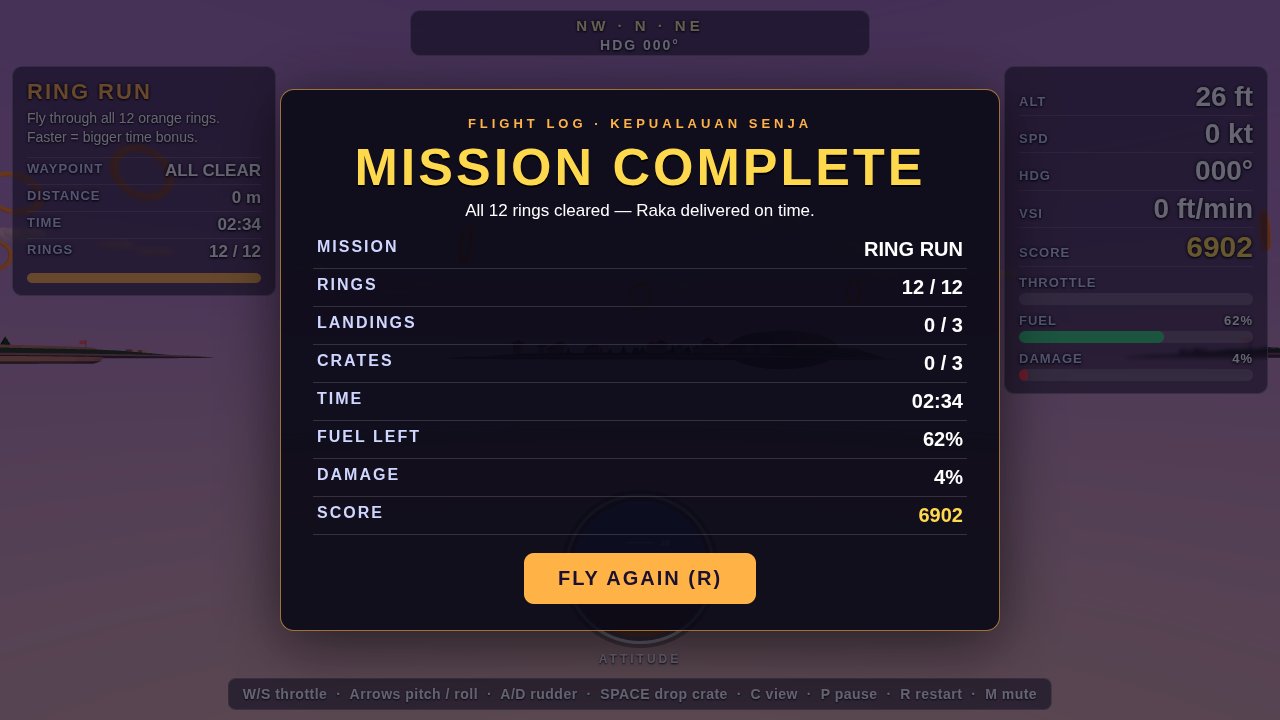 NW · N · NE
HDG 000°
RING RUN
Fly through all 12 orange rings.
Faster = bigger time bonus.
WAYPOINT ALL CLEAR
DISTANCE 0 m
TIME 02:34
RINGS 12 / 12
FLIGHT LOG · KEPUALAUAN SENJA
MISSION COMPLETE
All 12 rings cleared — Raka delivered on time.
MISSION RING RUN
RINGS 12 / 12
LANDINGS 0 / 3
CRATES 0 / 3
TIME 02:34
FUEL LEFT 62%
DAMAGE 4%
SCORE 6902
FLY AGAIN (R)
ALT 26 ft
SPD 0 kt
HDG 000°
VSI 0 ft/min
SCORE 6902
THROTTLE
FUEL 62%
DAMAGE 4%
ATTITUDE
W/S throttle · Arrows pitch / roll · A/D rudder · SPACE drop crate · C view · P pause · R restart · M mute